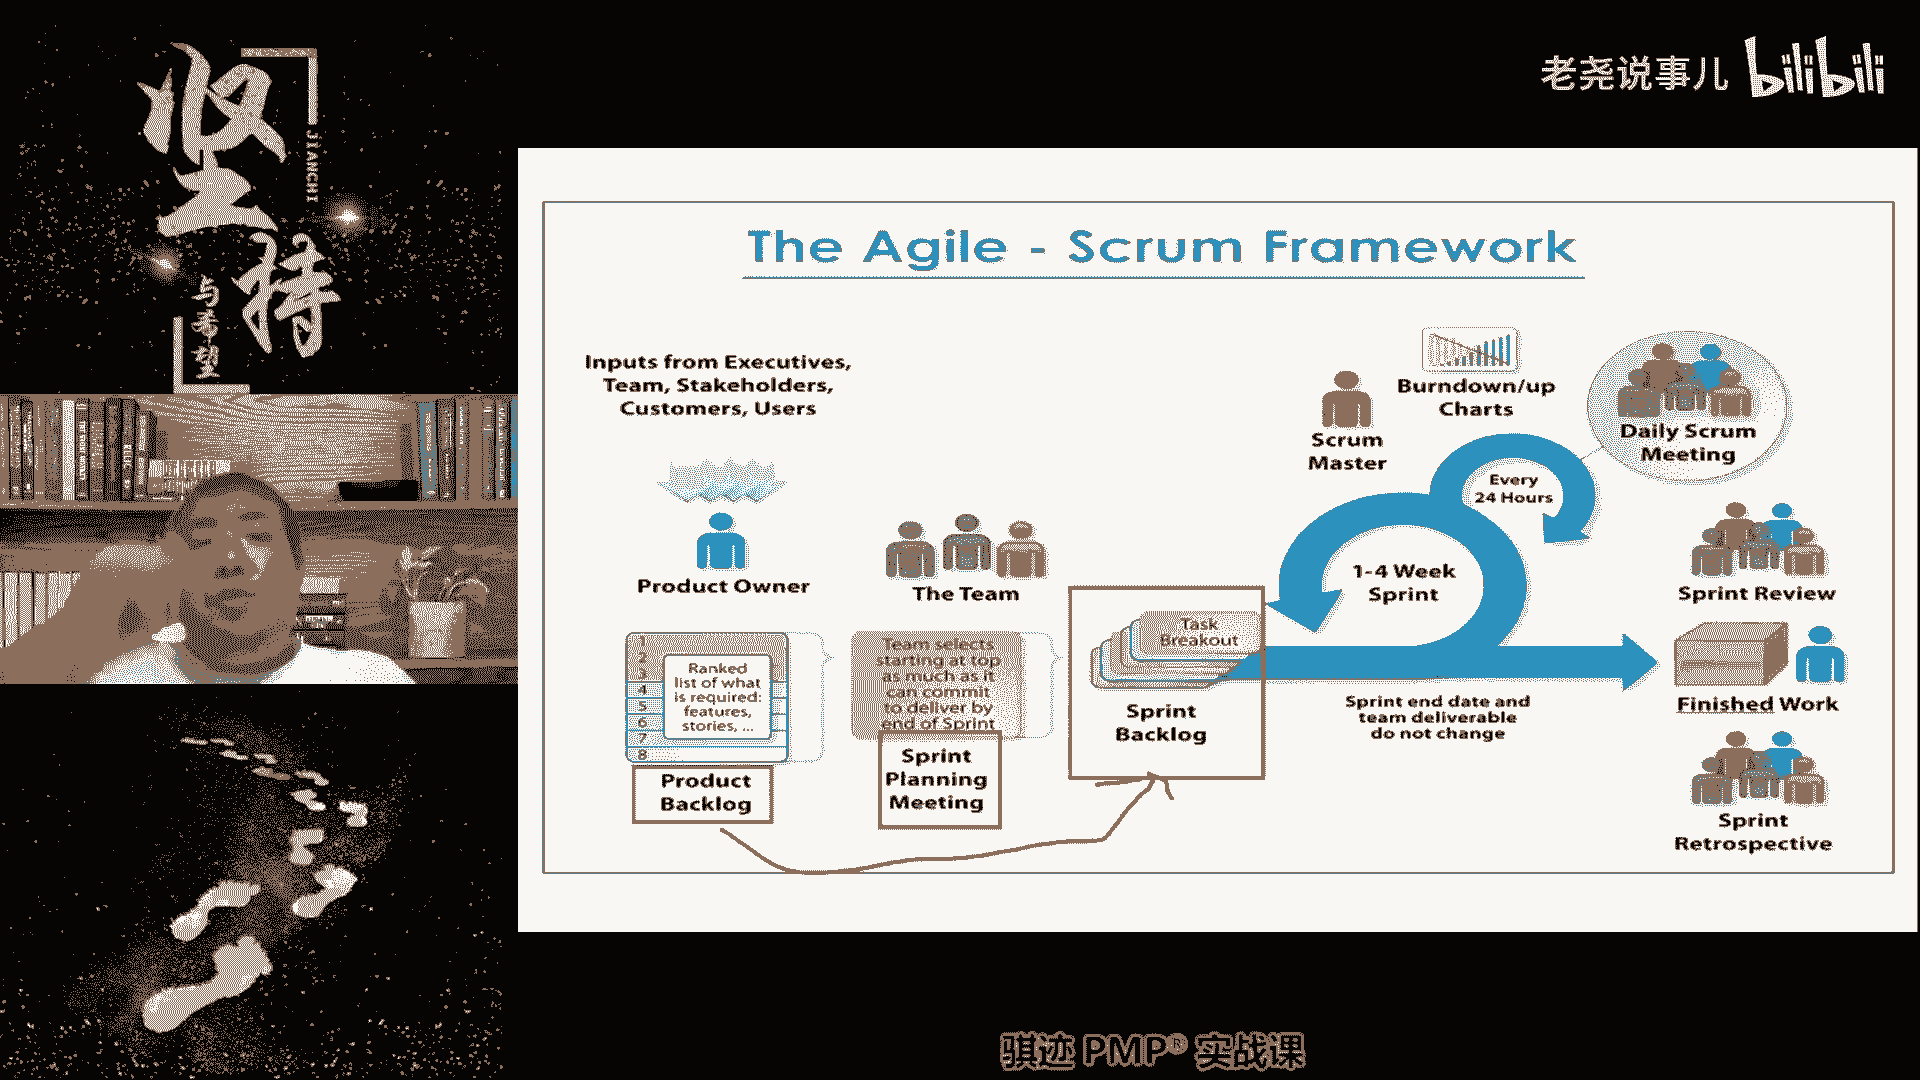 坚持
JIANCHI
与希望
老尧说事儿 bilibili
The Agile - Scrum Framework
Inputs from Executives,
Team, Stakeholders,
Customers, Users
Product Owner
The Team
1
2
3
4
5
6
7
8
Ranked
list of what
is required:
features,
stories, ...
Product
Backlog
Team selects
starting at top
as much as it
can commit
to deliver by
end of Sprint
Sprint
Planning
Meeting
Task
Breakout
Sprint
Backlog
Scrum
Master
Burndown/up
Charts
Every
24 Hours
1-4 Week
Sprint
Sprint end date and
team deliverable
do not change
Daily Scrum
Meeting
Sprint Review
Finished Work
Sprint
Retrospective
骐迹 PMP® 实战课